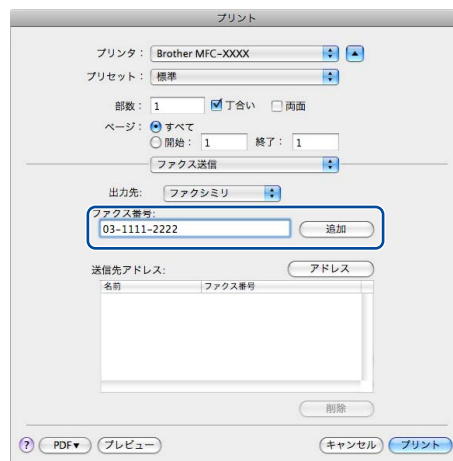 プリント
プリンタ： Brother MFC-XXXX
プリセット： 標準
部数： 1 丁合い 両面
ページ： すべて
開始： 1 終了： 1
ファクス送信
出力先： ファクシミリ
ファクス番号:
03-1111-2222 追加
送信先アドレス: アドレス
名前 ファクス番号
削除
? PDF▼ プレビュー キャンセル プリント